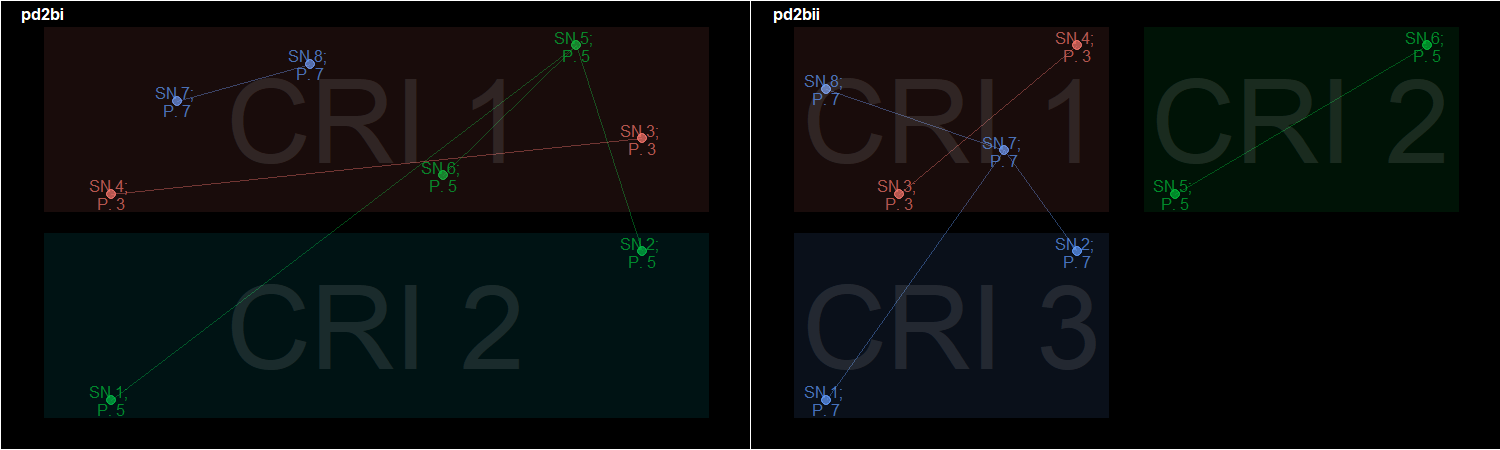 pd2bi
CRI 1
SN 5;
P. 5
SN 8;
P. 7
SN 7;
P. 7
SN 3;
P. 3
SN 6;
P. 5
SN 4;
P. 3
CRI 2
SN 2;
P. 5
SN 1;
P. 5
pd2bii
CRI 1
SN 4;
P. 3
SN 8;
P. 7
SN 7;
P. 7
SN 3;
P. 3
CRI 2
SN 6;
P. 5
SN 5;
P. 5
CRI 3
SN 2;
P. 7
SN 1;
P. 7